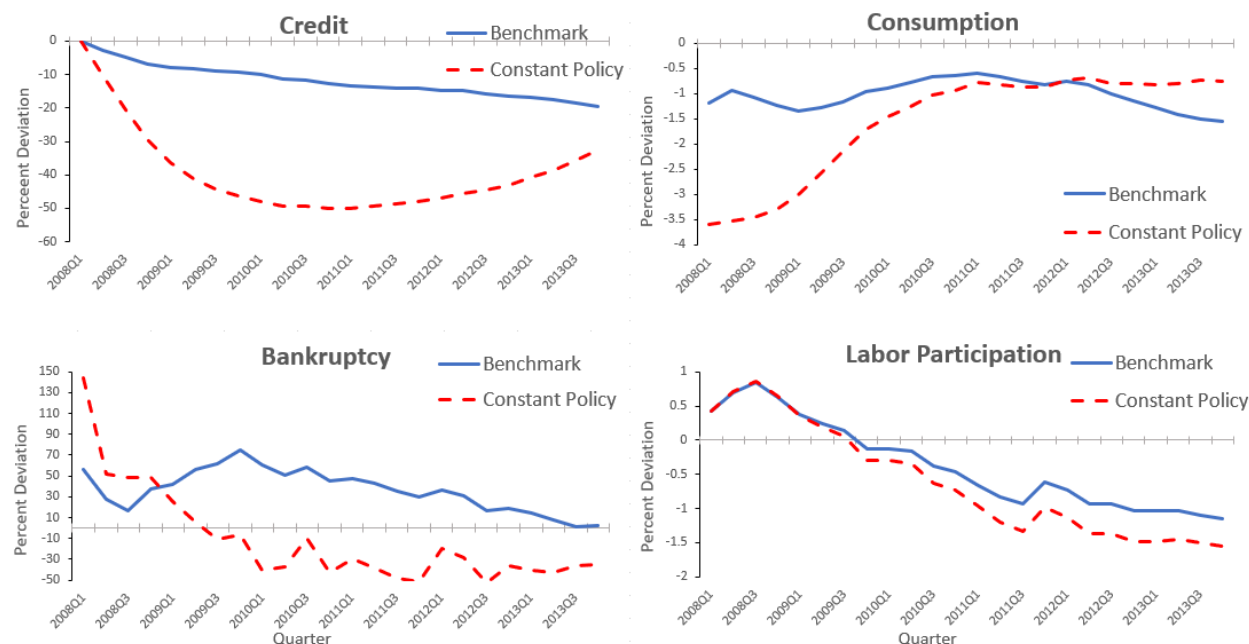 Credit
Benchmark
Constant Policy
Perceent Deviation
0
-10
-20
-30
-40
-50
-60
2008Q1
2008Q3
2009Q1
2009Q3
2010Q1
2010Q3
2011Q1
2011Q3
2012Q1
2012Q3
2013Q1
2013Q3
Consumption
Benchmark
Constant Policy
Percent Deviation
0
-0.5
-1
-1.5
-2
-2.5
-3
-3.5
-4
2008Q1
2008Q3
2009Q1
2009Q3
2010Q1
2010Q3
2011Q1
2011Q3
2012Q1
2012Q3
2013Q1
2013Q3
Bankruptcy
Benchmark
Constant Policy
Percent Deviation
150
130
110
90
70
50
30
10
-10
-30
-50
2008Q1
2008Q3
2009Q1
2009Q3
2010Q1
2010Q3
2011Q1
2011Q3
2012Q1
2012Q3
2013Q1
2013Q3
Quarter
Labor Participation
Benchmark
Constant Policy
Percent Deviation
1
0.5
0
-0.5
-1
-1.5
-2
2008Q1
2008Q3
2009Q1
2009Q3
2010Q1
2010Q3
2011Q1
2011Q3
2012Q1
2012Q3
2013Q1
2013Q3
Quarter